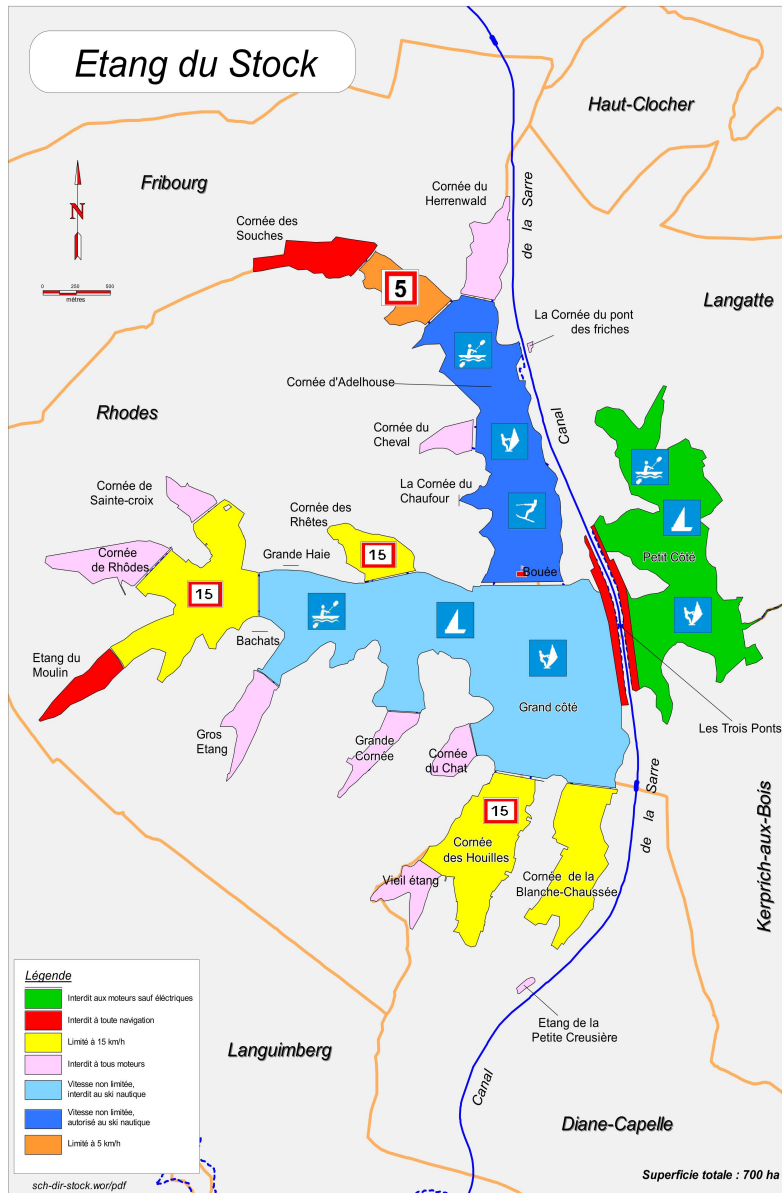 Etang du Stock
Haut-Clocher
Fribourg
Cornée du
Herrenwald
de la Sarre
Cornée des
Souches
N
0 250 500
mètres
5
Langatte
La Cornée du pont
des friches
Cornée d'Adelhouse
Rhodes
Canal
Cornée du
Cheval
Cornée de
Sainte-croix
La Cornée du
Chaufour
Cornée des
Rhêtes
Cornée
de Rhôdes
Grande Haie
15
Petit Côté
15
Bouée
Bachats
Etang du
Moulin
Grand côté
Les Trois Ponts
Gros
Etang
Grande
Cornée
Cornée
du Chat
de la Sarre
15
Cornée
des Houilles
Vieil étang
Cornée de la
Blanche-Chaussée
Kerprich-aux-Bois
Légende
Interdit aux moteurs sauf éléctriques
Interdit à toute navigation
Limité à 15 km/h
Interdit à tous moteurs
Vitesse non limitée,
interdit au ski nautique
Vitesse non limitée,
autorisé au ski nautique
Limité à 5 km/h
Etang de la
Petite Creusière
Languimberg
Canal
Diane-Capelle
Superficie totale : 700 ha
sch-dir-stock.wor/pdf